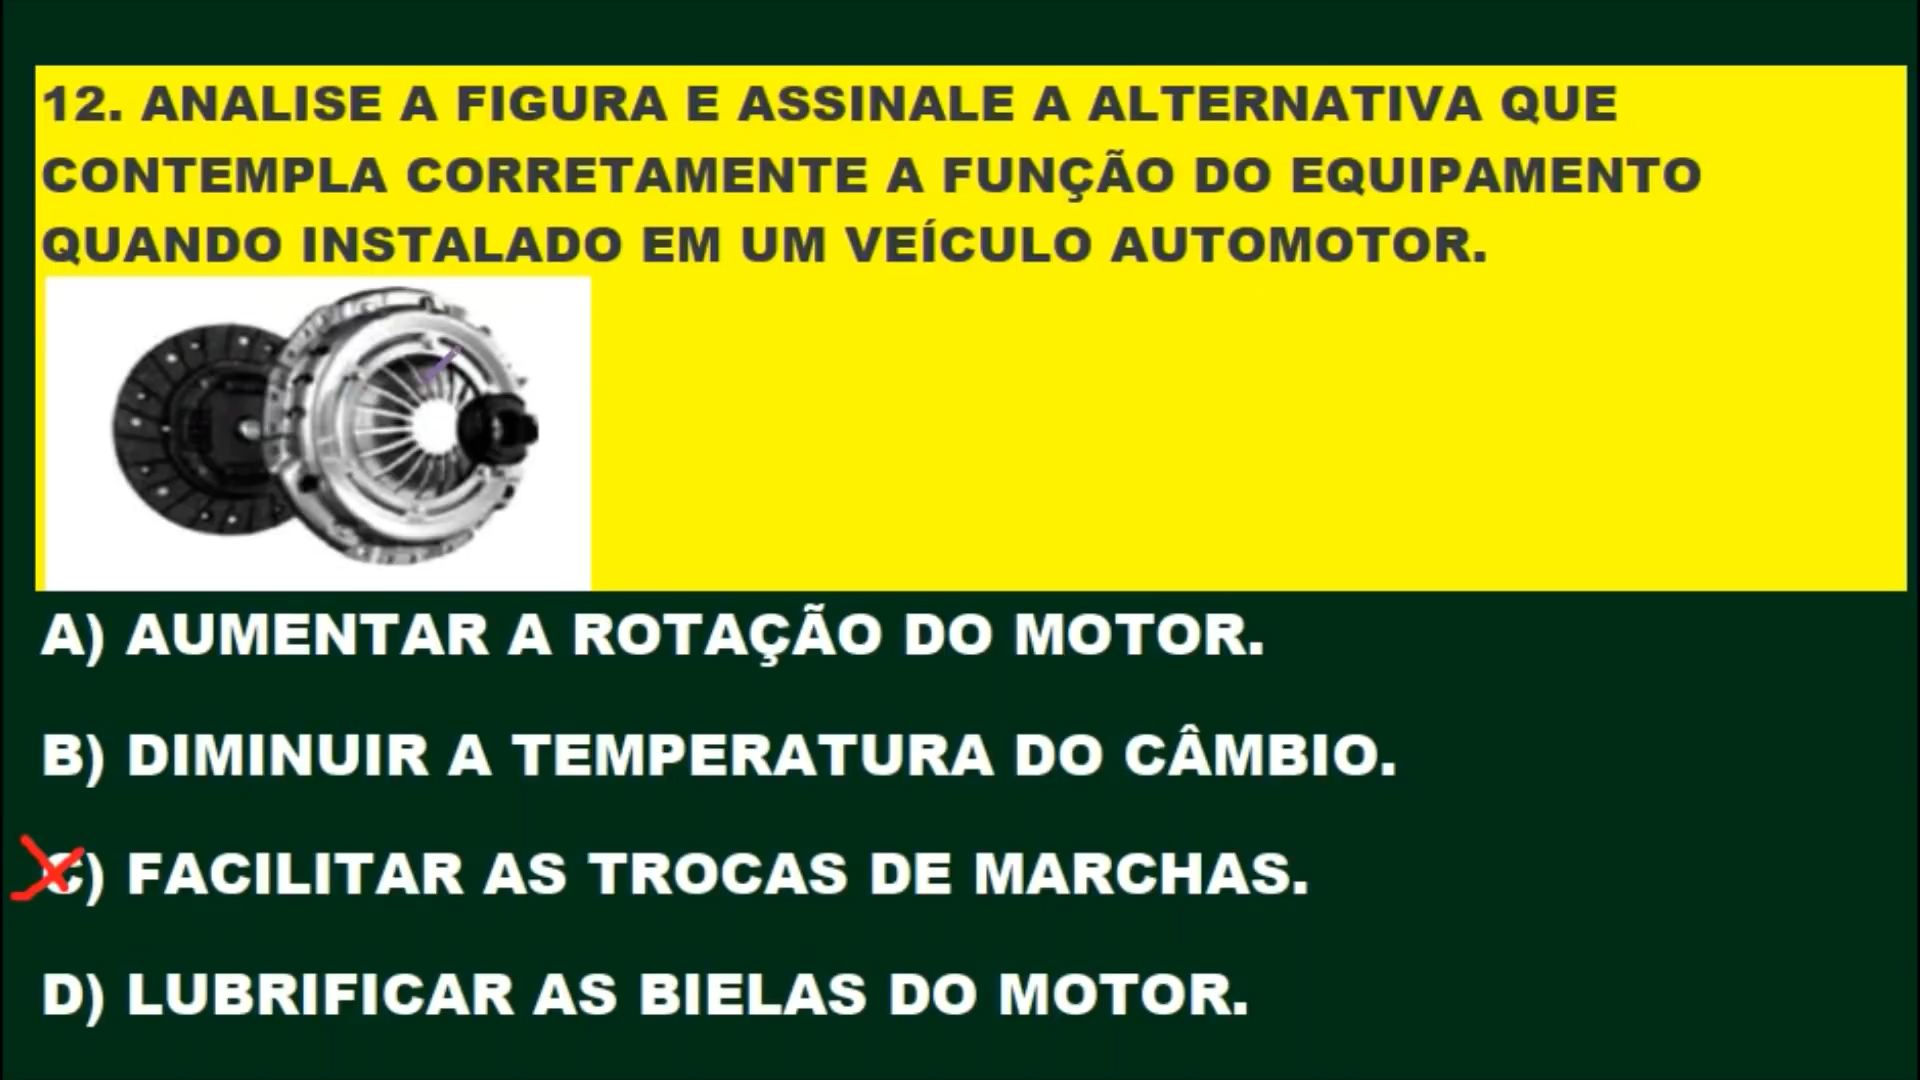 12. ANALISE A FIGURA E ASSINALE A ALTERNATIVA QUE
CONTEMPLA CORRETAMENTE A FUNÇÃO DO EQUIPAMENTO
QUANDO INSTALADO EM UM VEÍCULO AUTOMOTOR.
A) AUMENTAR A ROTAÇÃO DO MOTOR.
B) DIMINUIR A TEMPERATURA DO CÂMBIO.
C) FACILITAR AS TROCAS DE MARCHAS.
D) LUBRIFICAR AS BIELAS DO MOTOR.